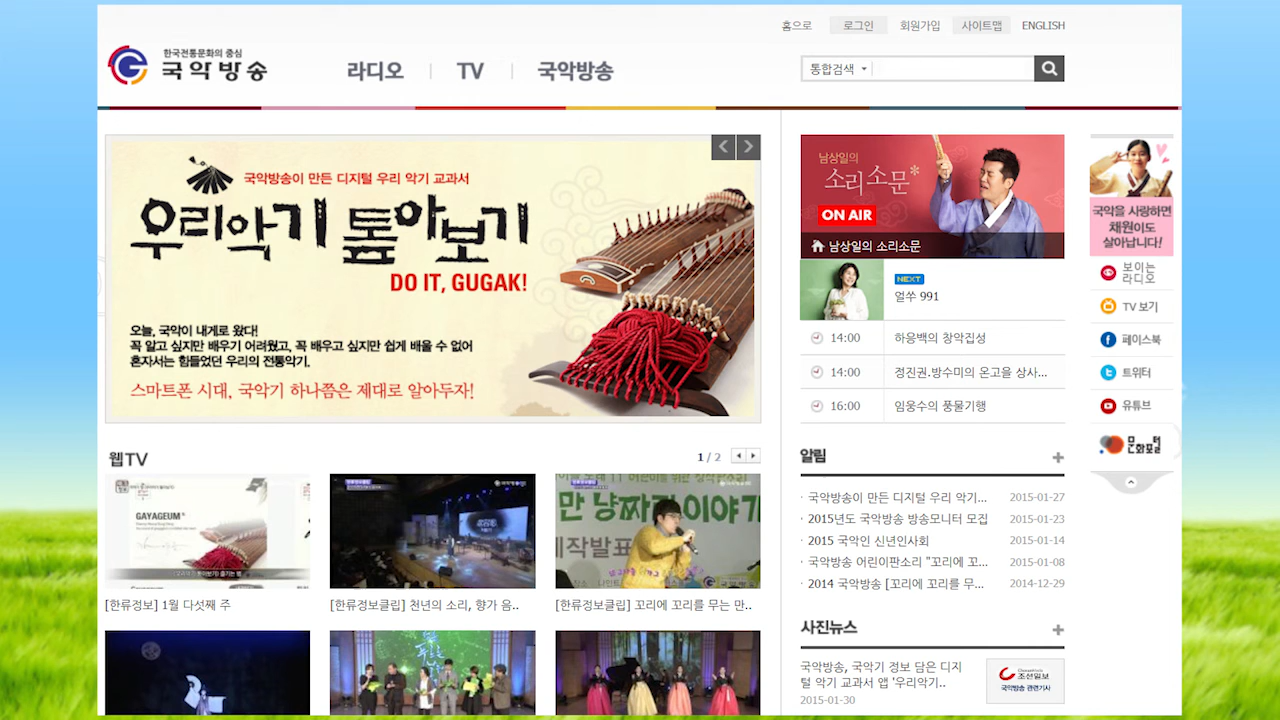 홈으로 로그인 회원가입 사이트맵 ENGLISH
한국전통문화의 중심
국악방송
라디오 TV 국악방송
통합검색
국악방송이 만든 디지털 우리 악기 교과서
우리악기 톺아보기
DO IT, GUGAK!
오늘, 국악이 내게로 왔다!
꼭 알고 싶지만 배우기 어려웠고, 꼭 배우고 싶지만 쉽게 배울 수 없어
혼자서는 힘들었던 우리의 전통악기.
스마트폰 시대, 국악기 하나쯤은 제대로 알아두자!
남상일의
소리소문*
ON AIR
남상일의 소리소문
NEXT
얼쑤 991
14:00 하응백의 창악집성
14:00 정진권.방수미의 온고을 상사...
16:00 임웅수의 풍물기행
국악을 사랑하면
채원이도
살아납니다!
보이는
라디오
TV 보기
페이스북
트위터
유튜브
문화포털
웹TV
1 / 2
GAYAGEUM
[한류정보] 1월 다섯째 주
[한류정보클립] 천년의 소리, 향가 음..
만 냥짜리 이야기
제작발표
국악방송
[한류정보클립] 꼬리에 꼬리를 무는 만..
알림
국악방송이 만든 디지털 우리 악기... 2015-01-27
2015년도 국악방송 방송모니터 모집 2015-01-23
2015 국악인 신년인사회 2015-01-14
국악방송 어린이판소리 "꼬리에 꼬... 2015-01-08
2014 국악방송 [꼬리에 꼬리를 무... 2014-12-29
사진뉴스
국악방송, 국악기 정보 담은 디지
털 악기 교과서 앱 '우리악기..
2015-01-30
조선일보
국악방송 관련기사